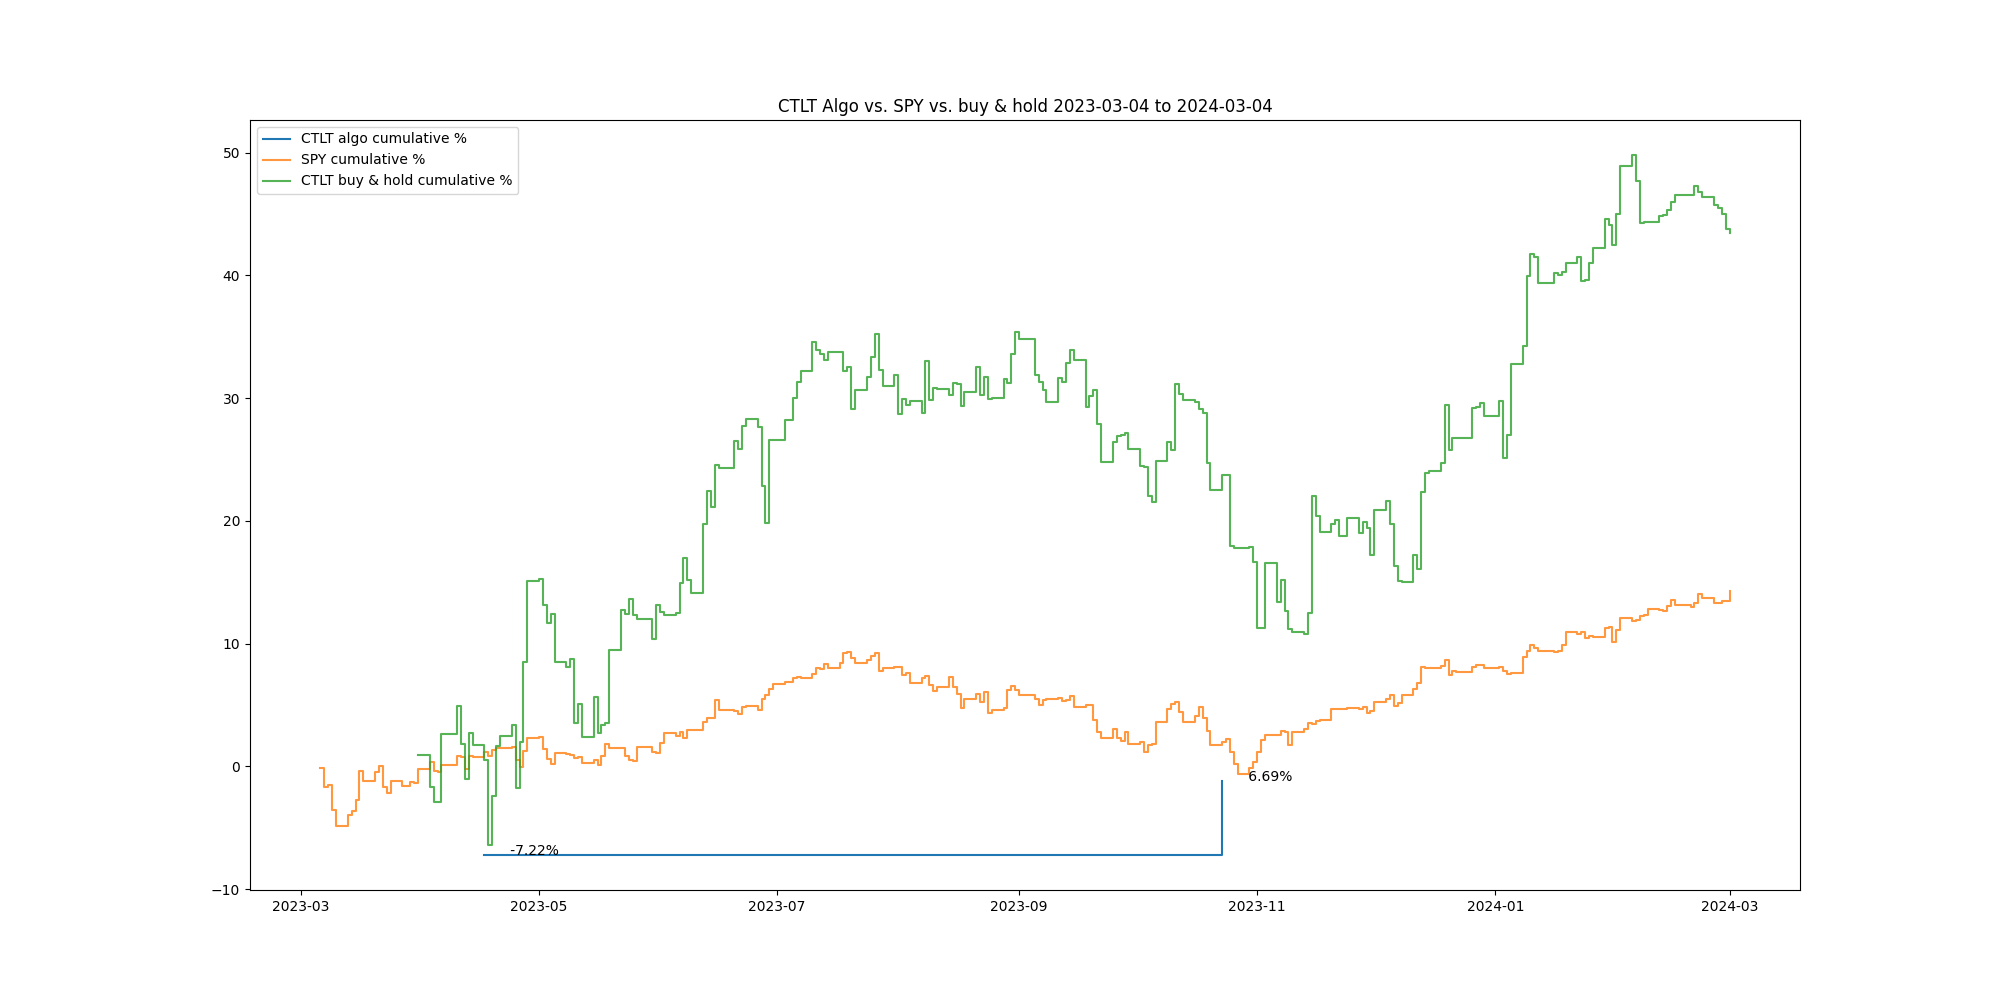 CTLT Algo vs. SPY vs. buy & hold 2023-03-04 to 2024-03-04
CTLT algo cumulative %
SPY cumulative %
CTLT buy & hold cumulative %
50
40
30
20
10
0
−10
6.69%
-7.22%
2023-03 2023-05 2023-07 2023-09 2023-11 2024-01 2024-03